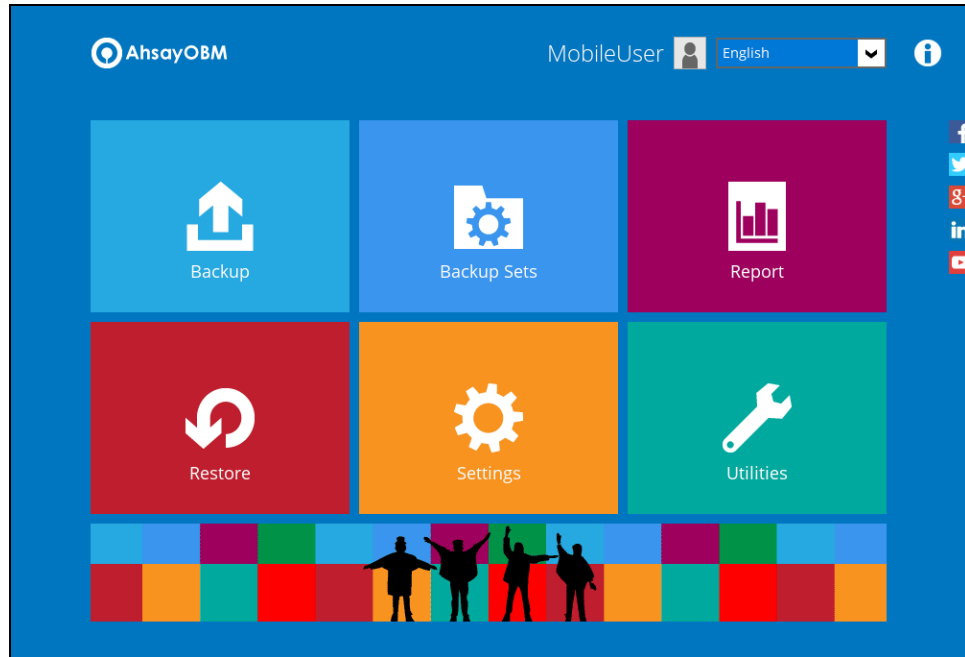 AhsayOBM
MobileUser
English
Backup
Backup Sets
Report
Restore
Settings
Utilities